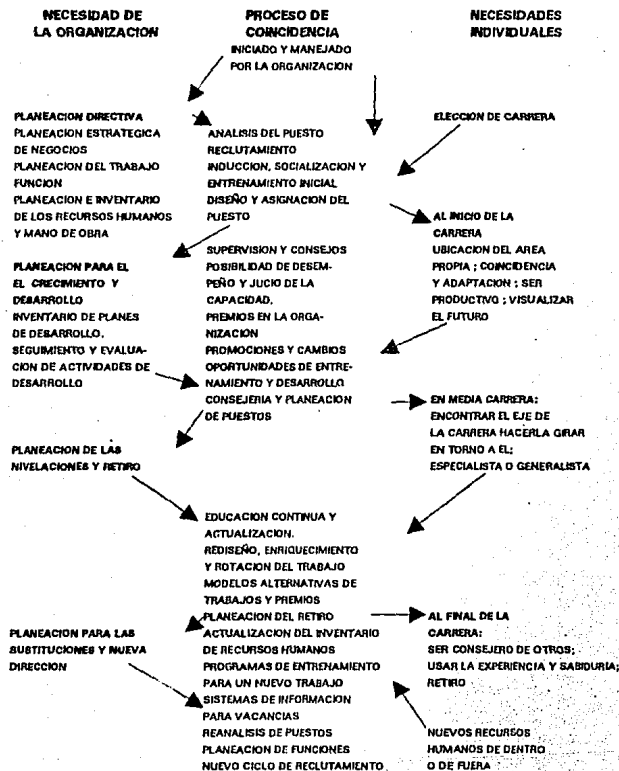 NECESIDAD DE
LA ORGANIZACION
PROCESO DE
COINCIDENCIA
INICIADO Y MANEJADO
POR LA ORGANIZACION
NECESIDADES
INDIVIDUALES
PLANEACION DIRECTIVA
PLANEACION ESTRATEGICA
DE NEGOCIOS
PLANEACION DEL TRABAJO
FUNCION
PLANEACION E INVENTARIO
DE LOS RECURSOS HUMANOS
Y MANO DE OBRA
ANALISIS DEL PUESTO
RECLUTAMIENTO
INDUCCION, SOCIALIZACION Y
ENTRENAMIENTO INICIAL
DISEÑO Y ASIGNACION DEL
PUESTO
ELECCION DE CARRERA
AL INICIO DE LA
CARRERA
UBICACION DEL AREA
PROPIA ; COINCIDENCIA
Y ADAPTACION ; SER
PRODUCTIVO ; VISUALIZAR
EL FUTURO
PLANEACION PARA EL
EL CRECIMIENTO Y
DESARROLLO
INVENTARIO DE PLANES
DE DESARROLLO.
SEGUIMIENTO Y EVALUA-
CION DE ACTIVIDADES DE
DESARROLLO
SUPERVISION Y CONSEJOS
POSIBILIDAD DE DESEM-
PEÑO Y JUCIO DE LA
CAPACIDAD.
PREMIOS EN LA ORGA-
NIZACION
PROMOCIONES Y CAMBIOS
OPORTUNIDADES DE ENTRE-
NAMIENTO Y DESARROLLO
CONSEJERIA Y PLANEACION
DE PUESTOS
EN MEDIA CARRERA:
ENCONTRAR EL EJE DE
LA CARRERA HACERLA GIRAR
EN TORNO A EL;
ESPECIALISTA O GENERALISTA
PLANEACION DE LAS
NIVELACIONES Y RETIRO
EDUCACION CONTINUA Y
ACTUALIZACION.
REDISEÑO, ENRIQUECIMIENTO
Y ROTACION DEL TRABAJO
MODELOS ALTERNATIVAS DE
TRABAJOS Y PREMIOS
PLANEACION DEL RETIRO
ACTUALIZACION DEL INVENTARIO
DE RECURSOS HUMANOS
PROGRAMAS DE ENTRENAMIENTO
PARA UN NUEVO TRABAJO
SISTEMAS DE INFORMACION
PARA VACANCIAS
REANALISIS DE PUESTOS
PLANEACION DE FUNCIONES
NUEVO CICLO DE RECLUTAMIENTO
PLANEACION PARA LAS
SUSTITUCIONES Y NUEVA
DIRECCION
AL FINAL DE LA
CARRERA:
SER CONSEJERO DE OTROS;
USAR LA EXPERIENCIA Y SABIDURIA;
RETIRO
NUEVOS RECURSOS
HUMANOS DE DENTRO
O DE FUERA